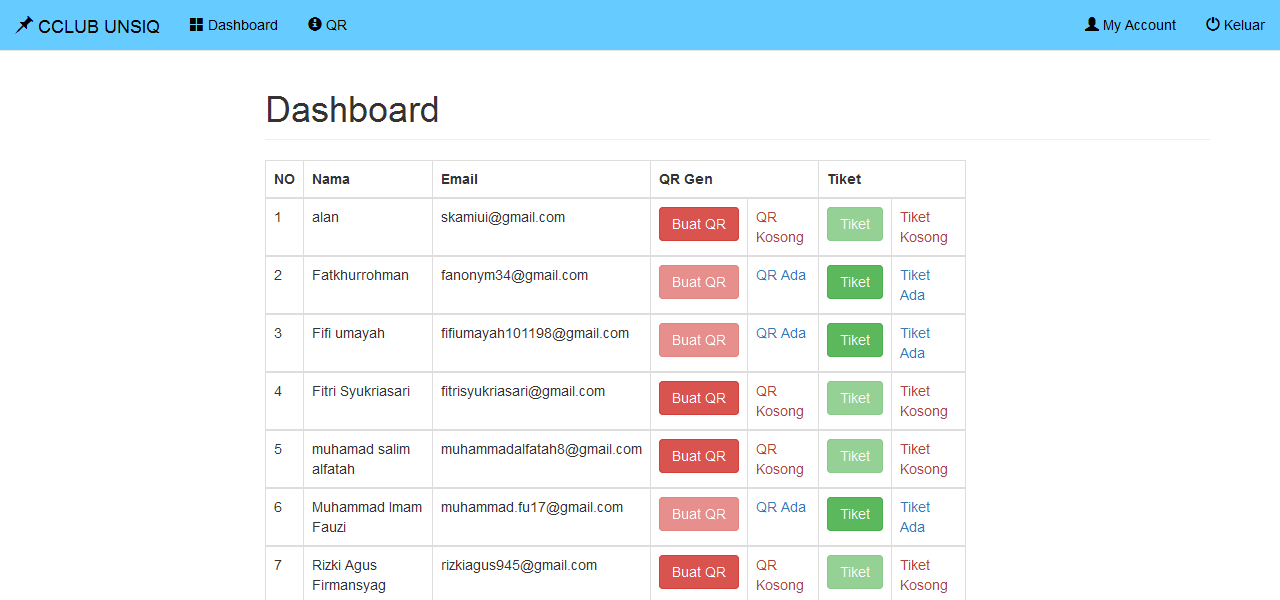 CCLUB UNSIQ Dashboard QR My Account Keluar
Dashboard
NO Nama Email QR Gen Tiket
1 alan skamiui@gmail.com Buat QR QR Tiket Tiket
Kosong Kosong
2 Fatkhurrohman fanonym34@gmail.com Buat QR QR Ada Tiket Tiket
Ada
3 Fifi umayah fifiumayah101198@gmail.com Buat QR QR Ada Tiket Tiket
Ada
4 Fitri Syukriasari fitrisyukriasari@gmail.com Buat QR QR Tiket Tiket
Kosong Kosong
5 muhamad salim muhammadalfatah8@gmail.com Buat QR QR Tiket Tiket
alfatah Kosong Kosong
6 Muhammad Imam muhammad.fu17@gmail.com Buat QR QR Ada Tiket Tiket
Fauzi Ada
7 Rizki Agus rizkiagus945@gmail.com Buat QR QR Tiket Tiket
Firmansyag Kosong Kosong